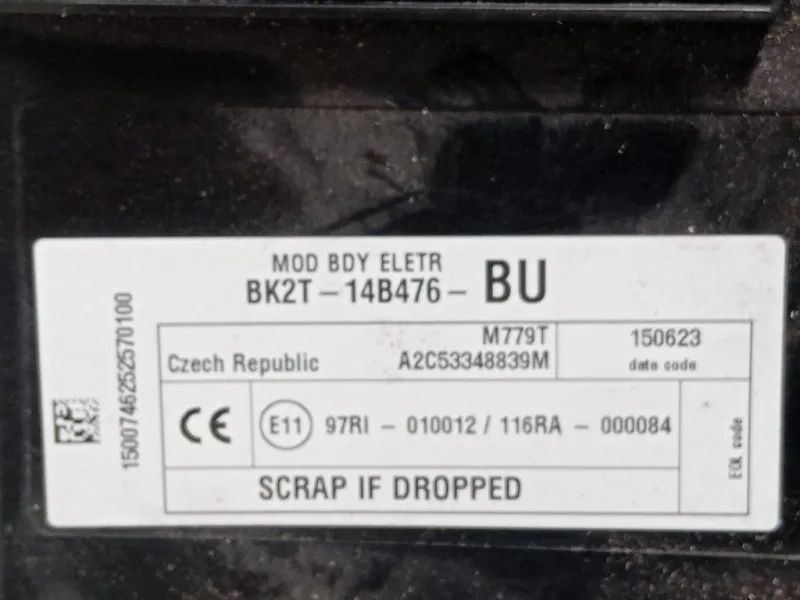 MOD BDY ELETR
BK2T-14B476-BU
M779T
Czech Republic A2C53348839M
150623
date code
CE E11 97RI - 010012 / 116RA - 000084
EOL code
SCRAP IF DROPPED
1500746252570100